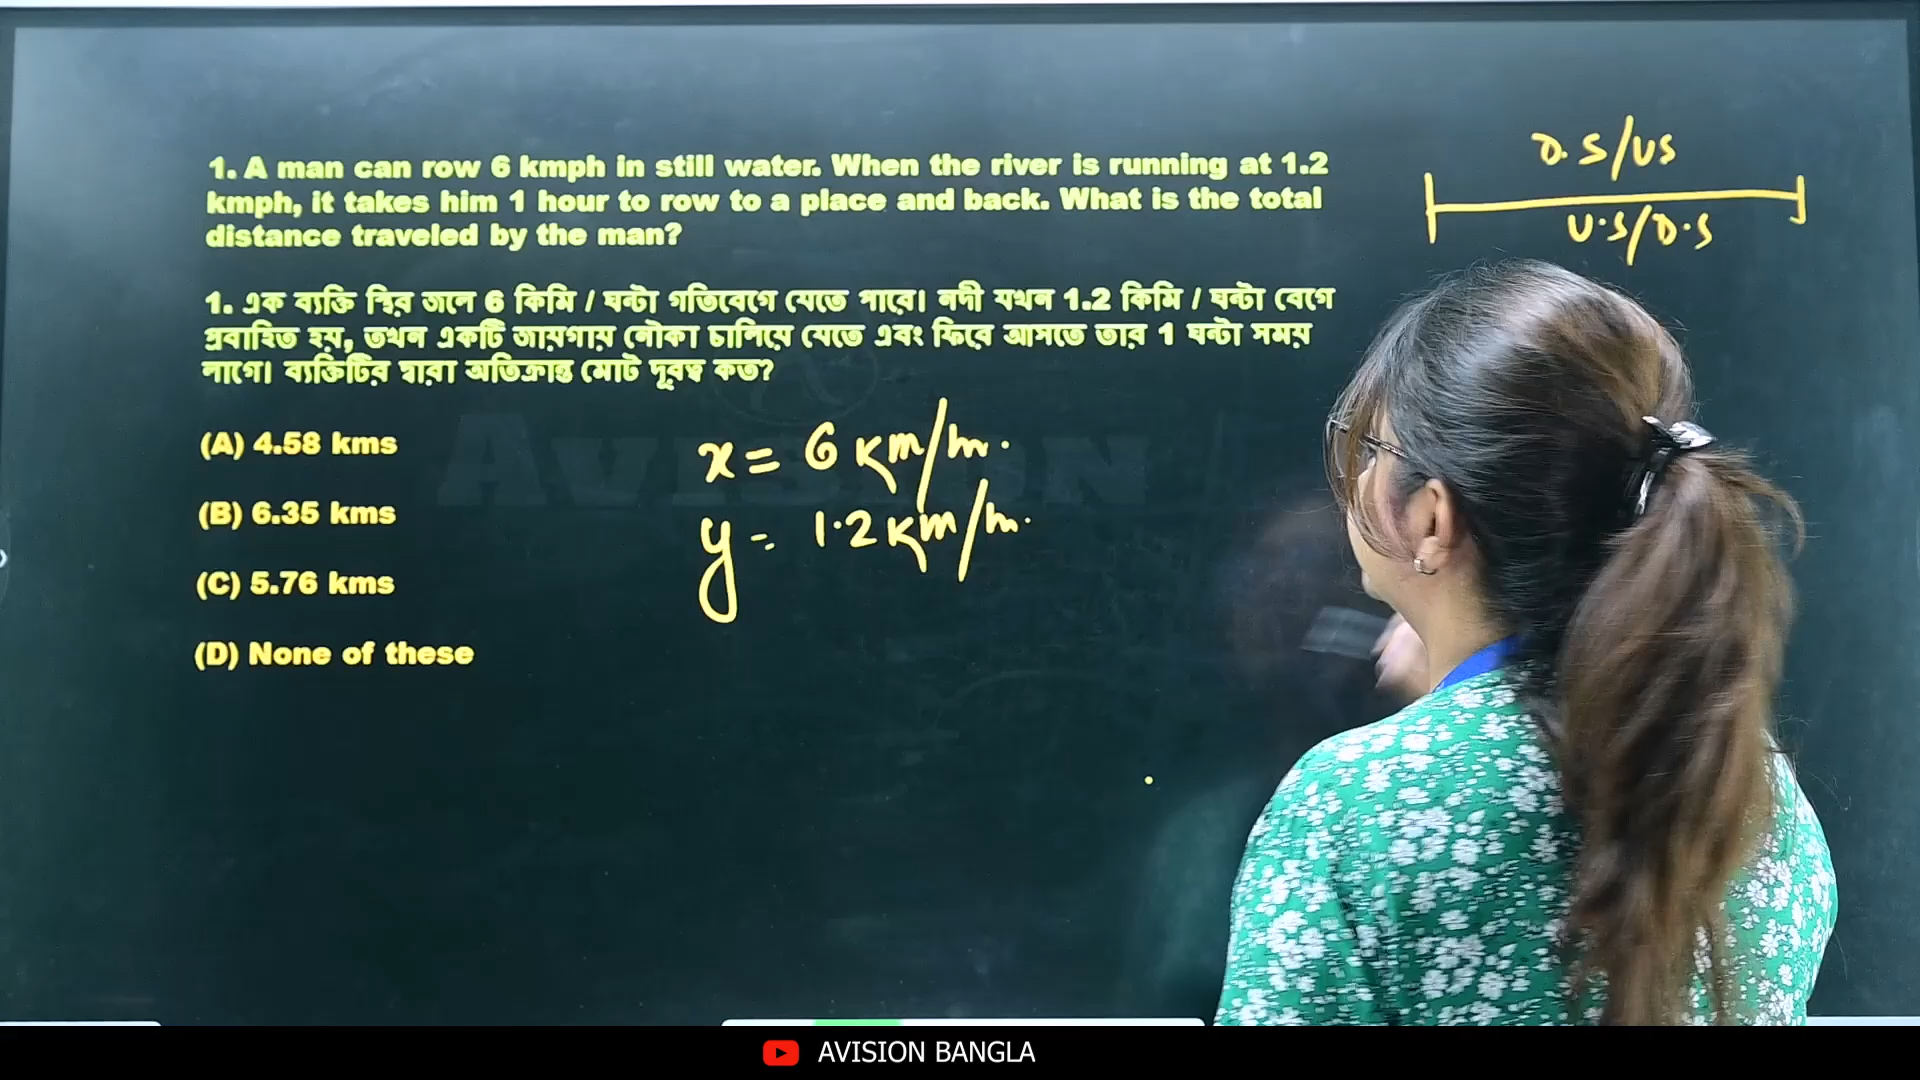 1. A man can row 6 kmph in still water. When the river is running at 1.2
kmph, it takes him 1 hour to row to a place and back. What is the total
distance traveled by the man?
1. এক ব্যক্তি স্থির জলে 6 কিমি / ঘন্টা গতিবেগে যেতে পারে। নদী যখন 1.2 কিমি / ঘন্টা বেগে
প্রবাহিত হয়, তখন একটি জায়গায় নৌকা চালিয়ে যেতে এবং ফিরে আসতে তার 1 ঘন্টা সময়
লাগে। ব্যক্তিটির দ্বারা অতিক্রান্ত মোট দূরত্ব কত?
(A) 4.58 kms
(B) 6.35 kms
(C) 5.76 kms
(D) None of these
x = 6 km/h.
y = 1.2 km/h.
D.S/US
U.S/D.S
AVISION
AVISION BANGLA